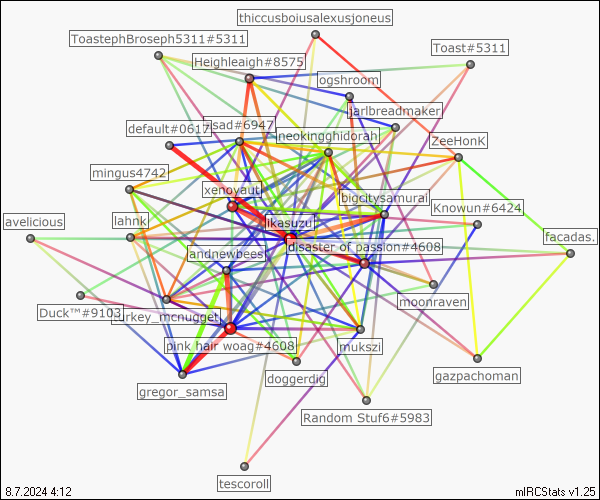 thiccusboiusalexusjoneus
ToastephBroseph5311#5311
Toast#5311
Heighleaigh#8575
ogshroom
jarlbreadmaker
default#0617
sad#6947
neokingghidorah
ZeeHonK
mingus4742
xenoyaut
bigcitysamurai
Knowun#6424
avelicious
lahnk
likasuzu
disaster of passion#4608
facadas.
andnewbees
moonraven
Duck™#9103
turkey_mcnugget
pink hair woag#4608
mukszi
doggerdig
gazpachoman
gregor_samsa
Random Stuf6#5983
tescoroll
8.7.2024 4:12
mIRCStats v1.25